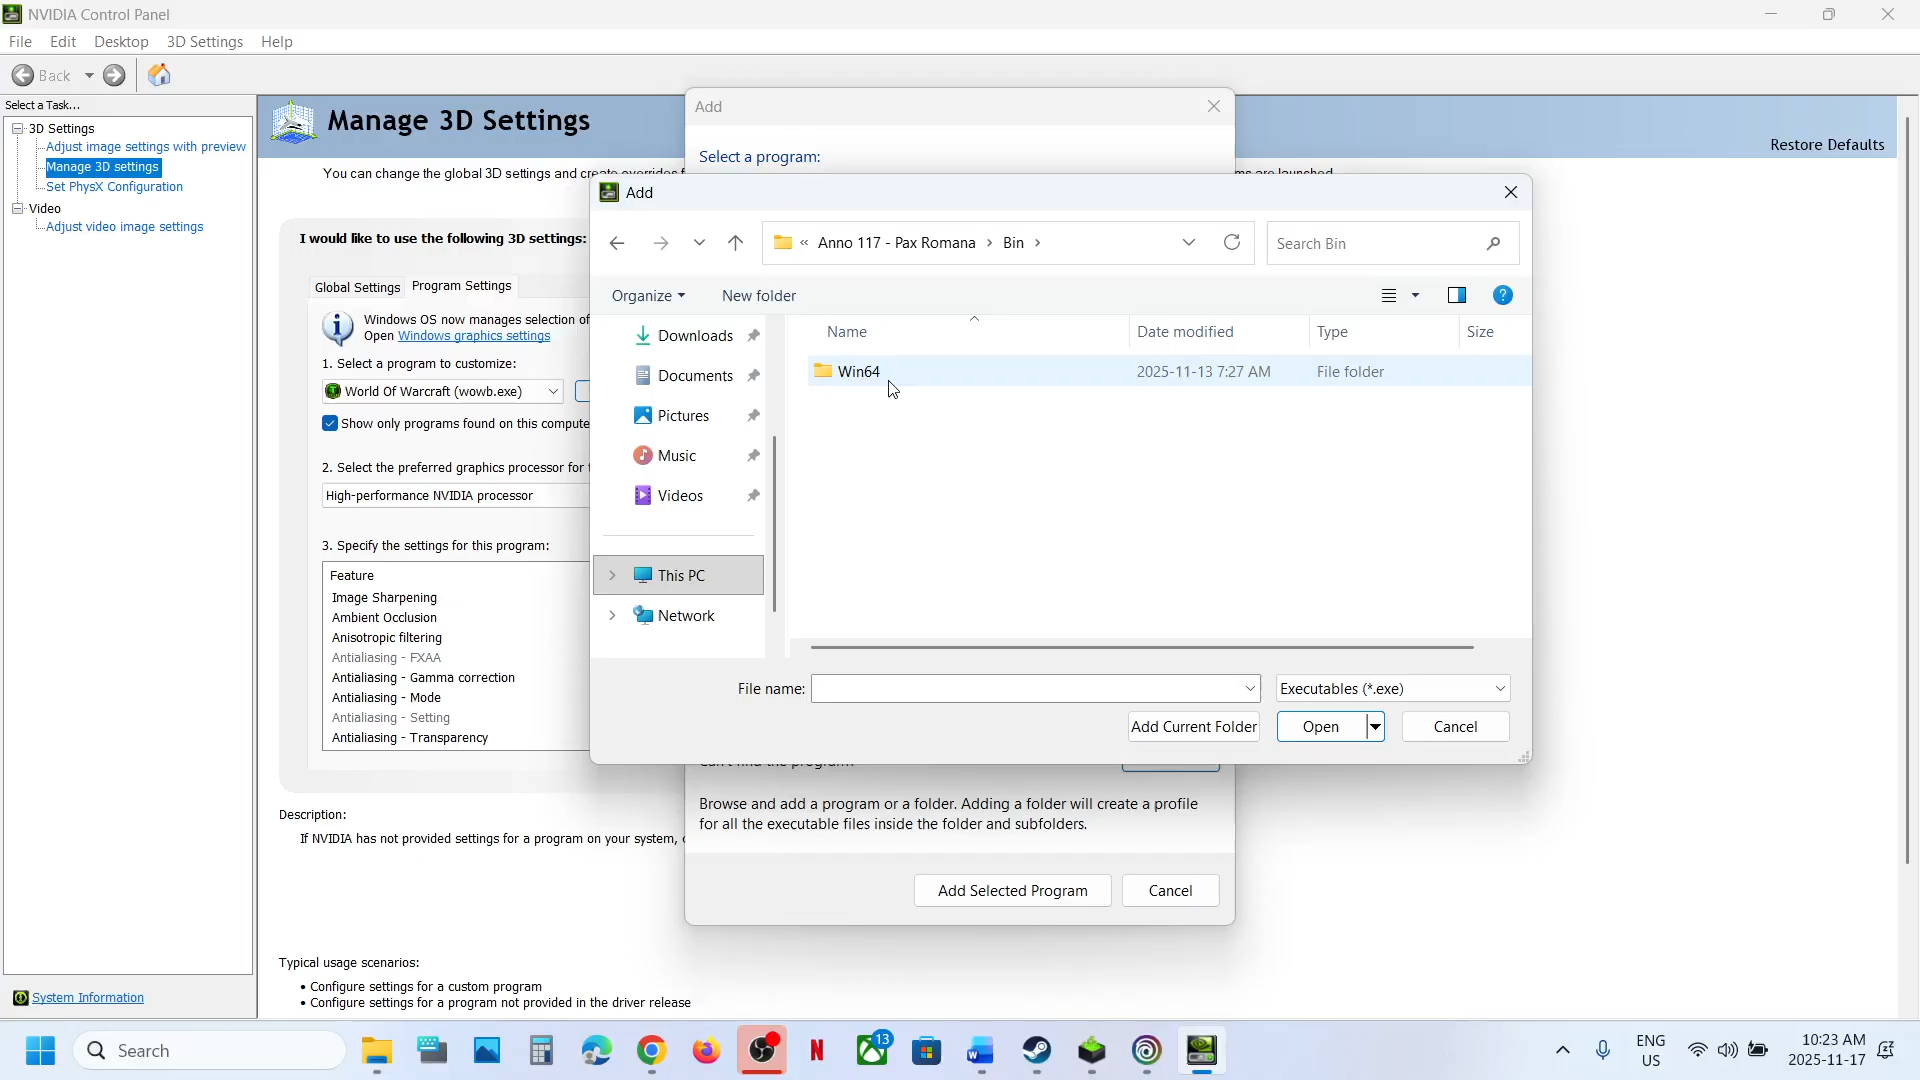 NVIDIA Control Panel
File Edit Desktop 3D Settings Help
Back
Select a Task...
3D Settings
Adjust image settings with preview
Manage 3D settings
Set PhysX Configuration
Video
Adjust video image settings
System Information
Manage 3D Settings
Restore Defaults
You can change the global 3D settings and create overrides
I would like to use the following 3D settings:
Global Settings Program Settings
Windows OS now manages selection of
Open Windows graphics settings
1. Select a program to customize:
World Of Warcraft (wowb.exe)
Show only programs found on this compute
2. Select the preferred graphics processor for
High-performance NVIDIA processor
3. Specify the settings for this program:
Feature
Image Sharpening
Ambient Occlusion
Anisotropic filtering
Antialiasing - FXAA
Antialiasing - Gamma correction
Antialiasing - Mode
Antialiasing - Setting
Antialiasing - Transparency
Description:
If NVIDIA has not provided settings for a program on your system,
Typical usage scenarios:
• Configure settings for a custom program
• Configure settings for a program not provided in the driver release
Add
Select a program:
Add
« Anno 117 - Pax Romana › Bin ›
Search Bin
Organize New folder
Downloads
Documents
Pictures
Music
Videos
This PC
Network
Name Date modified Type Size
Win64 2025-11-13 7:27 AM File folder
File name: Executables (*.exe)
Add Current Folder Open Cancel
Browse and add a program or a folder. Adding a folder will create a profile
for all the executable files inside the folder and subfolders.
Add Selected Program Cancel
Search
13
ENG
US
10:23 AM
2025-11-17